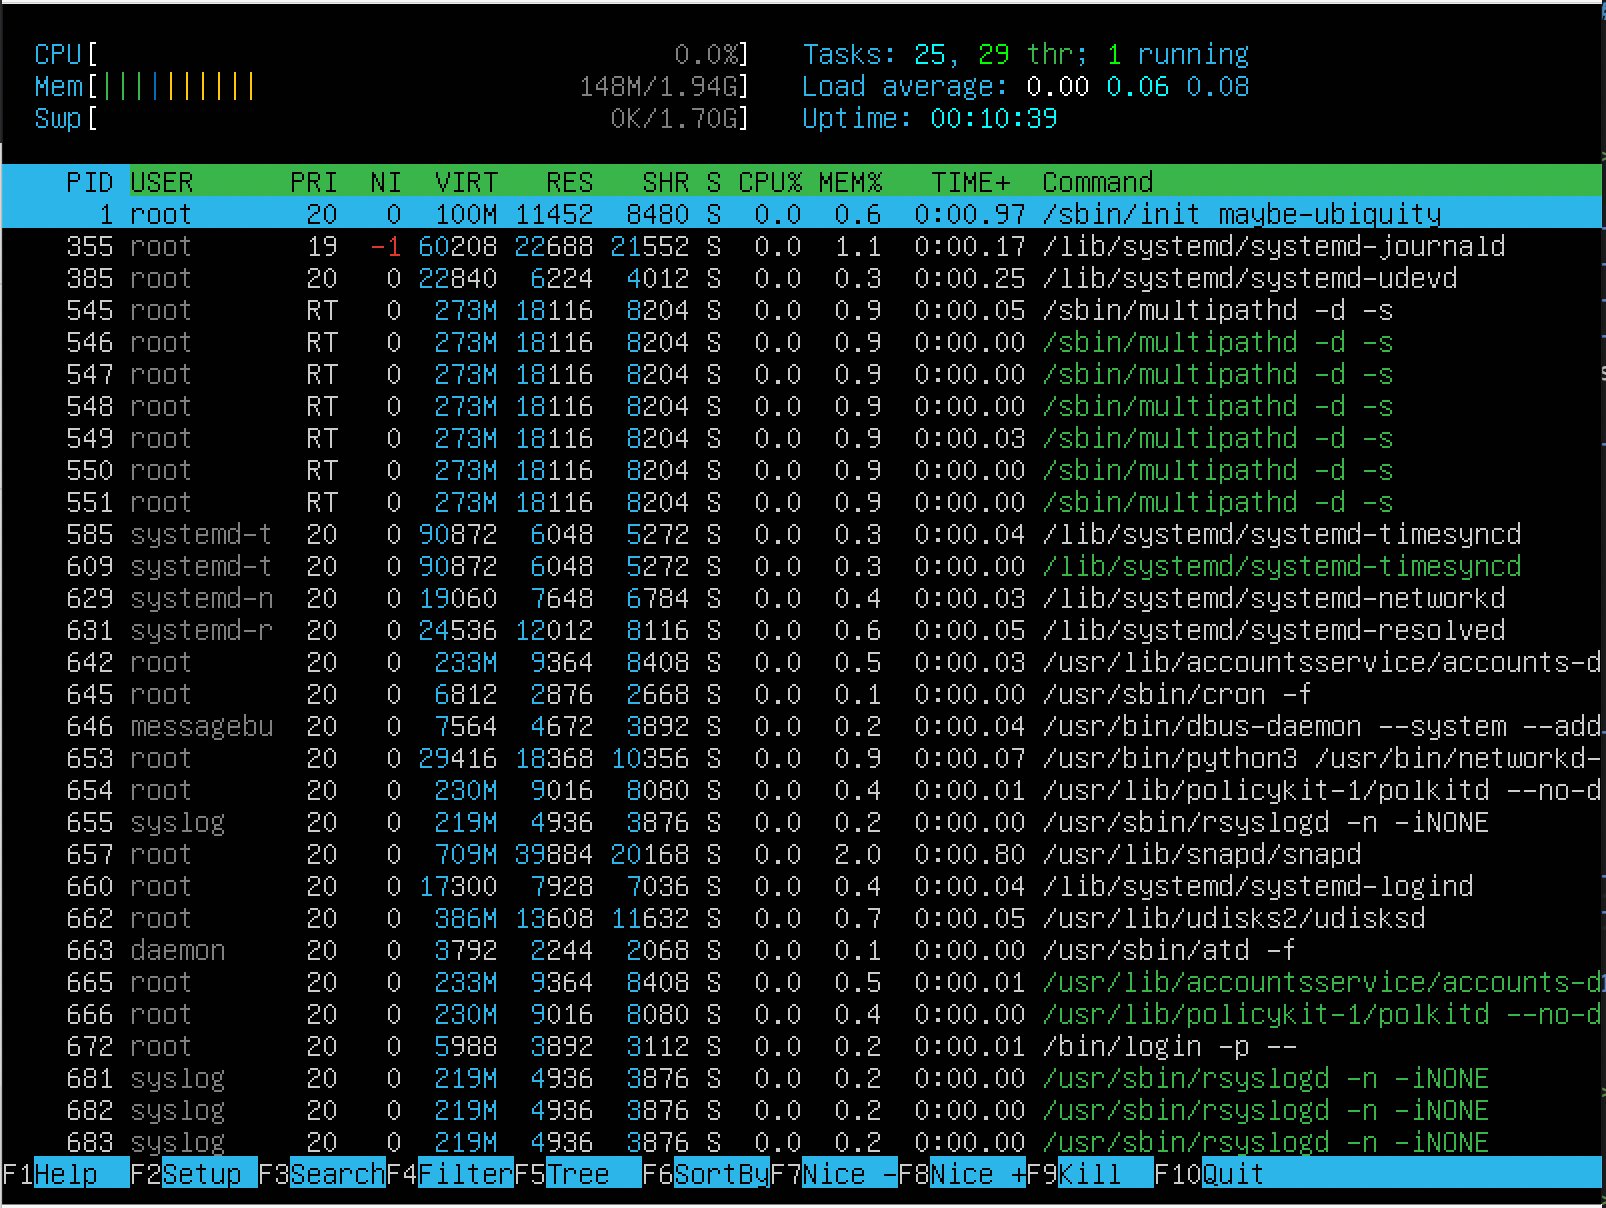 CPU[ 0.0%] Tasks: 25, 29 thr; 1 running
Mem[|||||||||| 148M/1.94G] Load average: 0.00 0.06 0.08
Swp[ 0K/1.70G] Uptime: 00:10:39
PID USER PRI NI VIRT RES SHR S CPU% MEM% TIME+ Command
1 root 20 0 100M 11452 8480 S 0.0 0.6 0:00.97 /sbin/init maybe-ubiquity
355 root 19 -1 60208 22688 21552 S 0.0 1.1 0:00.17 /lib/systemd/systemd-journald
385 root 20 0 22840 6224 4012 S 0.0 0.3 0:00.25 /lib/systemd/systemd-udevd
545 root RT 0 273M 18116 8204 S 0.0 0.9 0:00.05 /sbin/multipathd -d -s
546 root RT 0 273M 18116 8204 S 0.0 0.9 0:00.00 /sbin/multipathd -d -s
547 root RT 0 273M 18116 8204 S 0.0 0.9 0:00.00 /sbin/multipathd -d -s
548 root RT 0 273M 18116 8204 S 0.0 0.9 0:00.00 /sbin/multipathd -d -s
549 root RT 0 273M 18116 8204 S 0.0 0.9 0:00.03 /sbin/multipathd -d -s
550 root RT 0 273M 18116 8204 S 0.0 0.9 0:00.00 /sbin/multipathd -d -s
551 root RT 0 273M 18116 8204 S 0.0 0.9 0:00.00 /sbin/multipathd -d -s
585 systemd-t 20 0 90872 6048 5272 S 0.0 0.3 0:00.04 /lib/systemd/systemd-timesyncd
609 systemd-t 20 0 90872 6048 5272 S 0.0 0.3 0:00.00 /lib/systemd/systemd-timesyncd
629 systemd-n 20 0 19060 7648 6784 S 0.0 0.4 0:00.03 /lib/systemd/systemd-networkd
631 systemd-r 20 0 24536 12012 8116 S 0.0 0.6 0:00.05 /lib/systemd/systemd-resolved
642 root 20 0 233M 9364 8408 S 0.0 0.5 0:00.03 /usr/lib/accountsservice/accounts-d
645 root 20 0 6812 2876 2668 S 0.0 0.1 0:00.00 /usr/sbin/cron -f
646 messagebu 20 0 7564 4672 3892 S 0.0 0.2 0:00.04 /usr/bin/dbus-daemon --system --add
653 root 20 0 29416 18368 10356 S 0.0 0.9 0:00.07 /usr/bin/python3 /usr/bin/networkd-
654 root 20 0 230M 9016 8080 S 0.0 0.4 0:00.01 /usr/lib/policykit-1/polkitd --no-d
655 syslog 20 0 219M 4936 3876 S 0.0 0.2 0:00.00 /usr/sbin/rsyslogd -n -iNONE
657 root 20 0 709M 39884 20168 S 0.0 2.0 0:00.80 /usr/lib/snapd/snapd
660 root 20 0 17300 7928 7036 S 0.0 0.4 0:00.04 /lib/systemd/systemd-logind
662 root 20 0 386M 13608 11632 S 0.0 0.7 0:00.05 /usr/lib/udisks2/udisksd
663 daemon 20 0 3792 2244 2068 S 0.0 0.1 0:00.00 /usr/sbin/atd -f
665 root 20 0 233M 9364 8408 S 0.0 0.5 0:00.01 /usr/lib/accountsservice/accounts-d
666 root 20 0 230M 9016 8080 S 0.0 0.4 0:00.00 /usr/lib/policykit-1/polkitd --no-d
672 root 20 0 5988 3892 3112 S 0.0 0.2 0:00.01 /bin/login -p --
681 syslog 20 0 219M 4936 3876 S 0.0 0.2 0:00.00 /usr/sbin/rsyslogd -n -iNONE
682 syslog 20 0 219M 4936 3876 S 0.0 0.2 0:00.00 /usr/sbin/rsyslogd -n -iNONE
683 syslog 20 0 219M 4936 3876 S 0.0 0.2 0:00.00 /usr/sbin/rsyslogd -n -iNONE
F1Help F2Setup F3SearchF4FilterF5Tree F6SortByF7Nice -F8Nice +F9Kill F10Quit